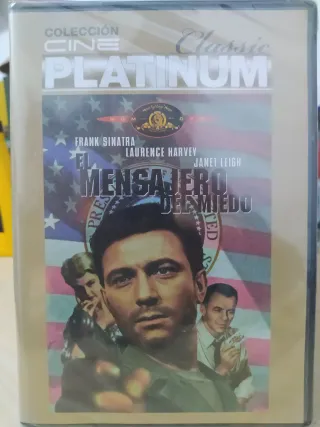 COLECCIÓN
CINE Classic
PLATINUM
FRANK SINATRA
LAURENCE HARVEY
JANET LEIGH
EL
MENSAJERO
DEL MIEDO